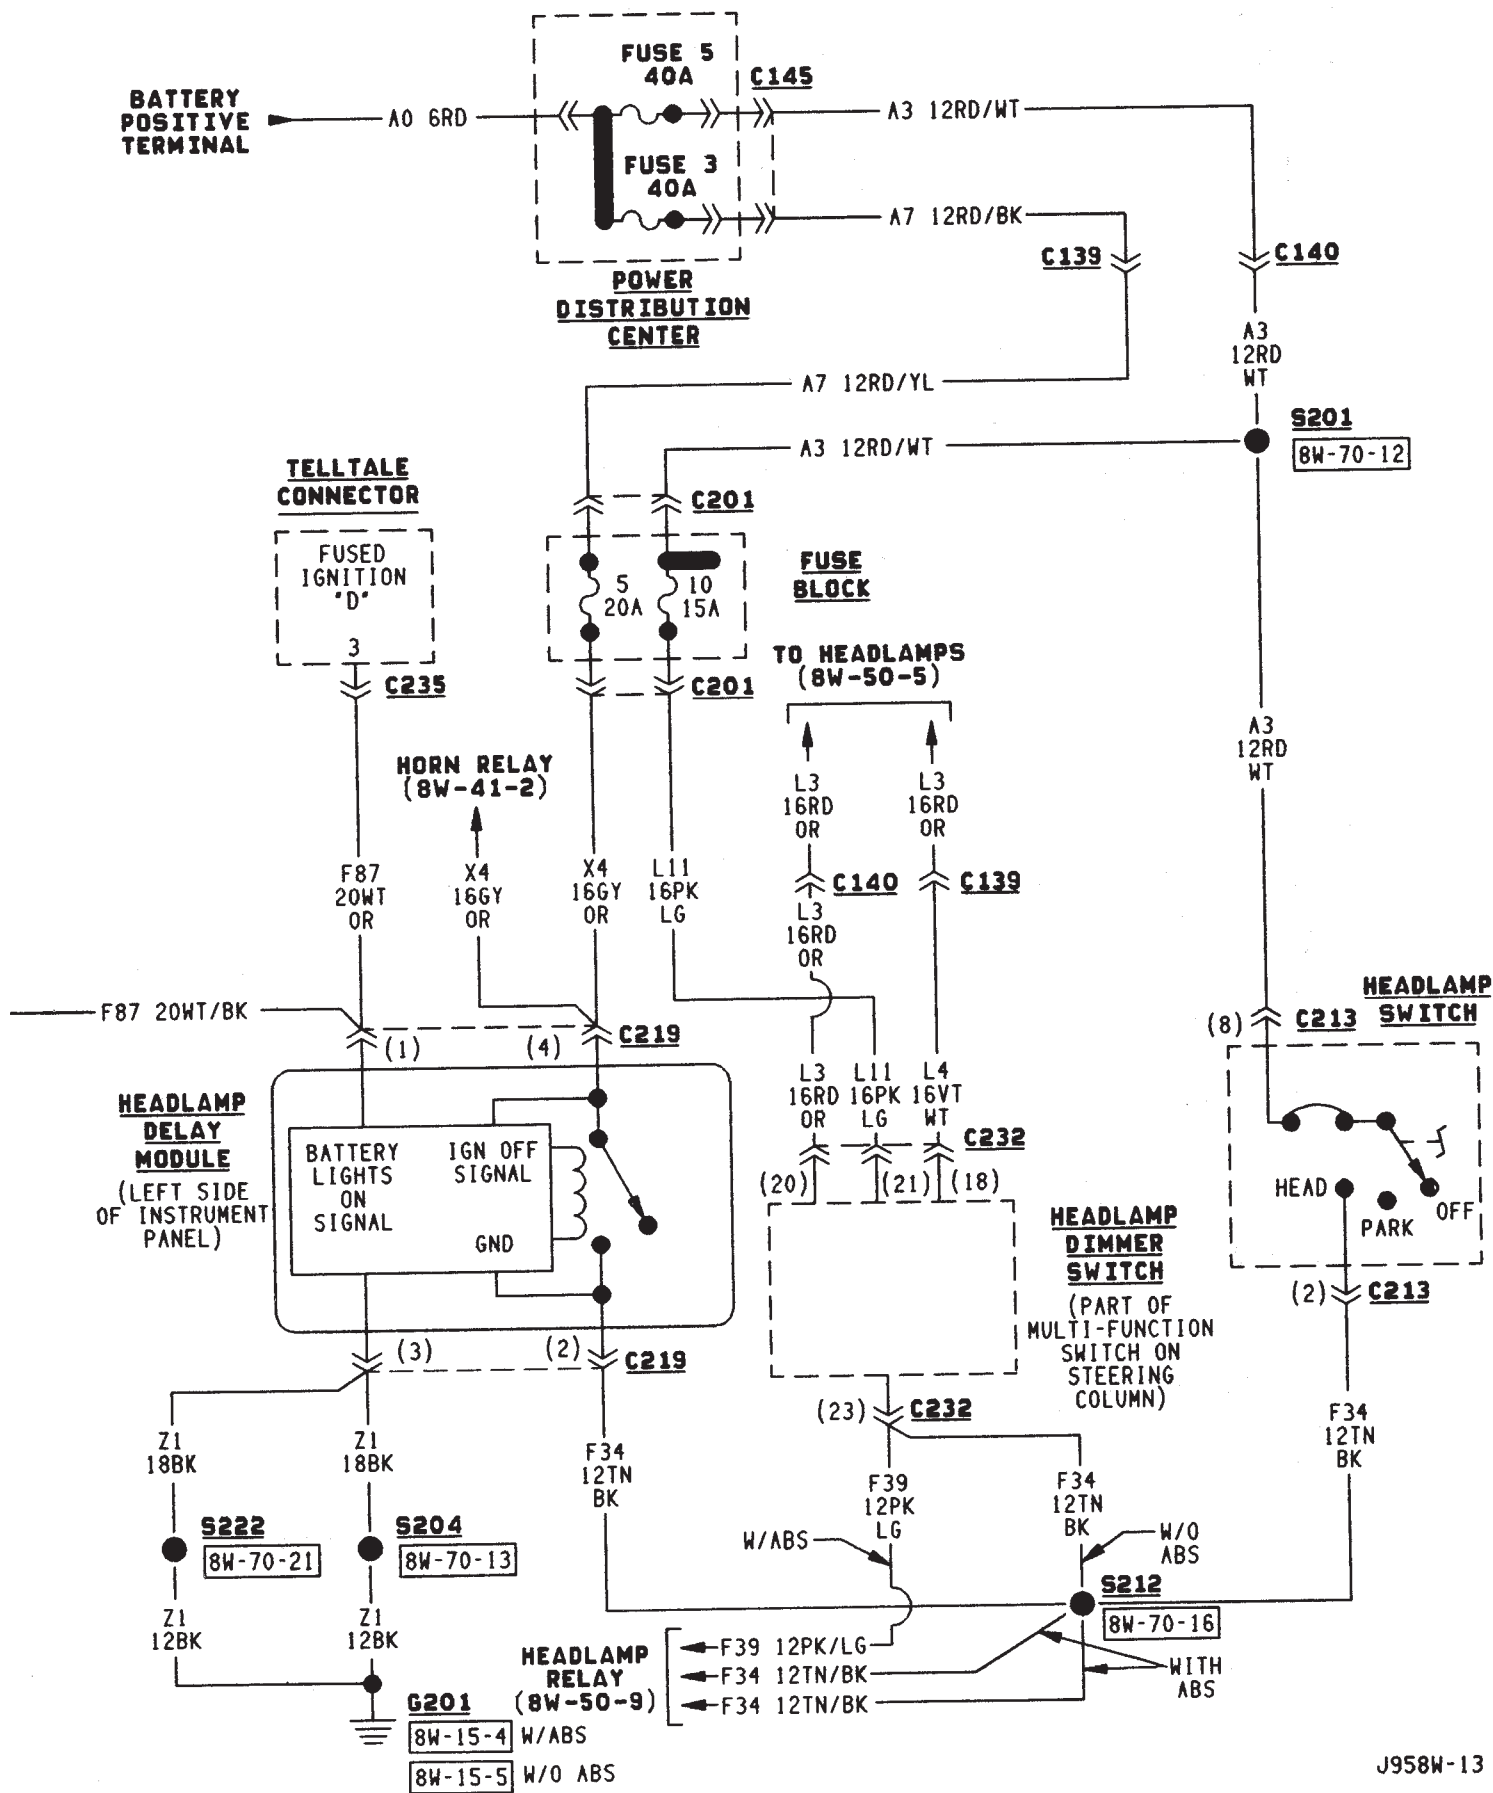 FUSE 5
40A
C145
BATTERY
POSITIVE
TERMINAL
A0 6RD
A3 12RD/WT
FUSE 3
40A
A7 12RD/BK
C139
C140
POWER
DISTRIBUTION
CENTER
A3
12RD
WT
A7 12RD/YL
A3 12RD/WT
S201
8W-70-12
TELLTALE
CONNECTOR
C201
FUSED
IGNITION
"D"
3
C235
5
20A
10
15A
FUSE
BLOCK
C201
TO HEADLAMPS
(8W-50-5)
A3
12RD
WT
HORN RELAY
(8W-41-2)
L3
16RD
OR
L3
16RD
OR
F87
20WT
OR
X4
16GY
OR
X4
16GY
OR
L11
16PK
LG
C140
C139
L3
16RD
OR
F87 20WT/BK
(1)
(4)
C219
HEADLAMP
SWITCH
(8)
C213
L3
16RD
OR
L11
16PK
LG
L4
16VT
WT
C232
(20)
(21)
(18)
HEADLAMP
DELAY
MODULE
(LEFT SIDE
OF INSTRUMENT
PANEL)
BATTERY
LIGHTS
ON
SIGNAL
IGN OFF
SIGNAL
GND
HEAD
PARK
OFF
HEADLAMP
DIMMER
SWITCH
(PART OF
MULTI-FUNCTION
SWITCH ON
STEERING
COLUMN)
(2)
C213
(3)
(2)
C219
(23)
C232
Z1
18BK
Z1
18BK
F34
12TN
BK
F39
12PK
LG
F34
12TN
BK
F34
12TN
BK
S222
8W-70-21
S204
8W-70-13
W/ABS
W/O
ABS
S212
8W-70-16
Z1
12BK
Z1
12BK
HEADLAMP
RELAY
(8W-50-9)
F39 12PK/LG
F34 12TN/BK
F34 12TN/BK
WITH
ABS
G201
8W-15-4 W/ABS
8W-15-5 W/O ABS
J958W-13